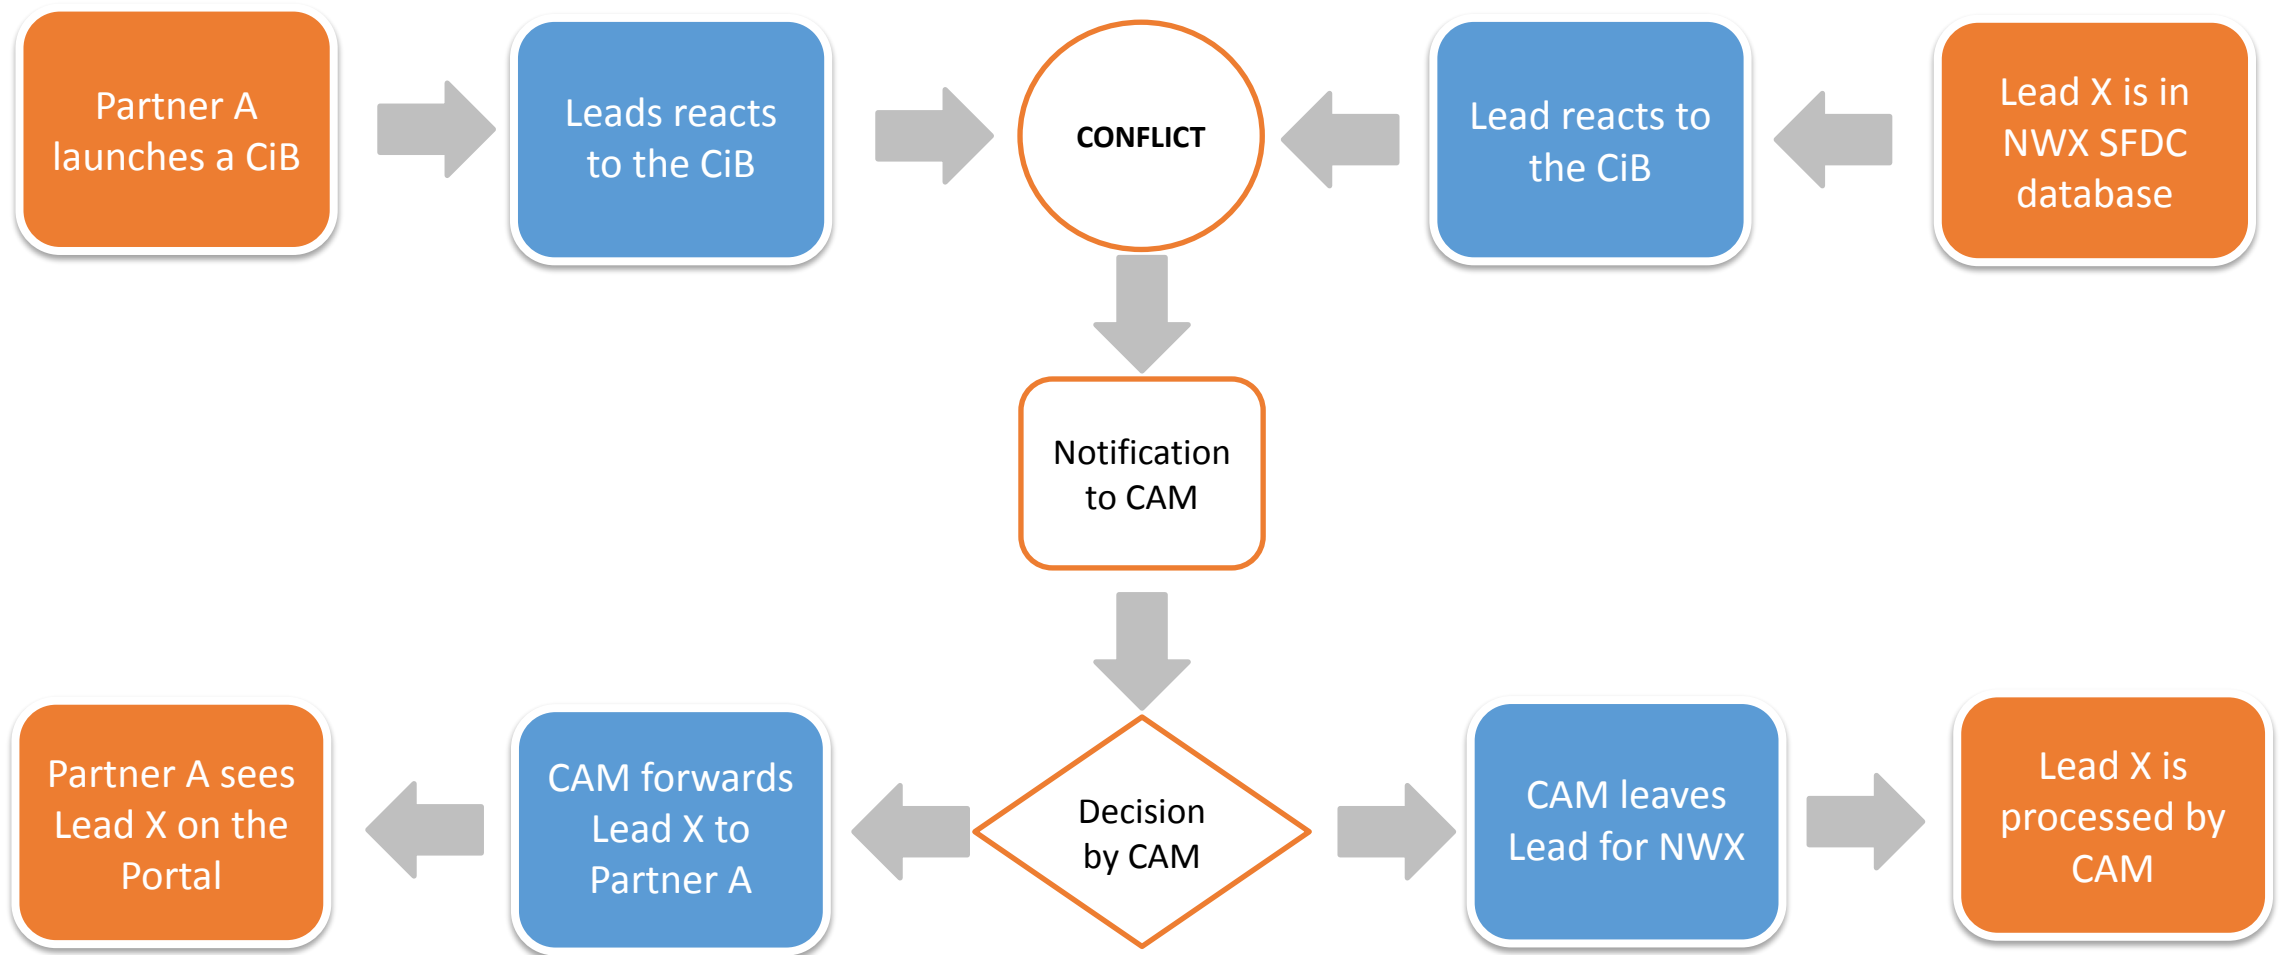 Partner A
launches a CiB
Leads reacts
to the CiB
CONFLICT
Lead reacts to
the CiB
Lead X is in
NWX SFDC
database
Notification
to CAM
Partner A sees
Lead X on the
Portal
CAM forwards
Lead X to
Partner A
Decision
by CAM
CAM leaves
Lead for NWX
Lead X is
processed by
CAM